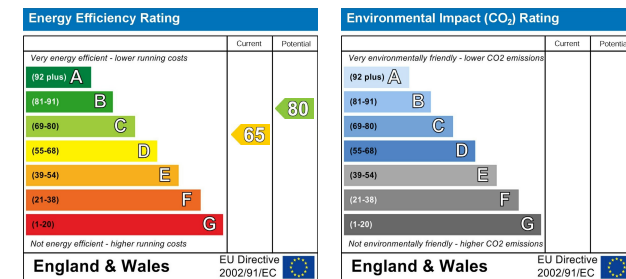 Energy Efficiency Rating
Current Potential
Very energy efficient - lower running costs
(92 plus) A
(81-91) B
(69-80) C
(55-68) D
(39-54) E
(21-38) F
(1-20) G
65
80
Not energy efficient - higher running costs
England & Wales
EU Directive
2002/91/EC
Environmental Impact (CO₂) Rating
Current Potential
Very environmentally friendly - lower CO2 emissions
(92 plus) A
(81-91) B
(69-80) C
(55-68) D
(39-54) E
(21-38) F
(1-20) G
Not environmentally friendly - higher CO2 emissions
England & Wales
EU Directive
2002/91/EC